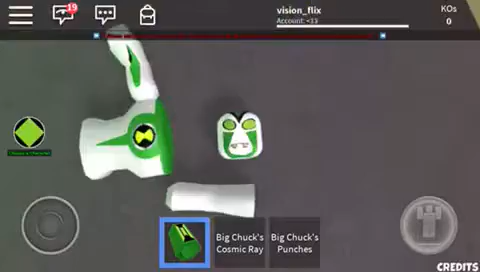 19
vision_flix
Account: <13
KOs
0
Big Chuck's
Cosmic Ray
Big Chuck's
Punches
CREDITS